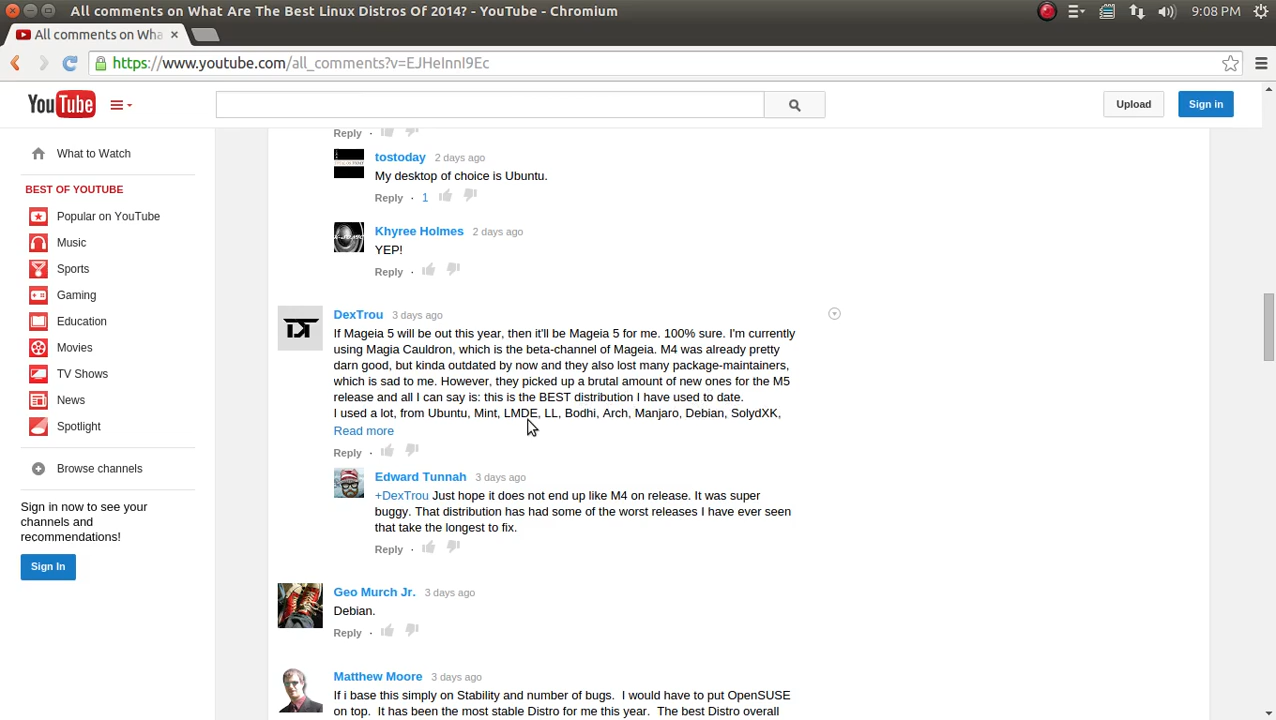 All comments on What Are The Best Linux Distros Of 2014? - YouTube - Chromium
9:08 PM
All comments on Wha
https://www.youtube.com/all_comments?v=EJHeInnI9Ec
YouTube
Upload
Sign in
What to Watch
BEST OF YOUTUBE
Popular on YouTube
Music
Sports
Gaming
Education
Movies
TV Shows
News
Spotlight
Browse channels
Sign in now to see your
channels and
recommendations!
Sign In
Reply ·
tostoday 2 days ago
My desktop of choice is Ubuntu.
Reply · 1
Khyree Holmes 2 days ago
YEP!
Reply ·
DT
DexTrou 3 days ago
If Mageia 5 will be out this year, then it'll be Mageia 5 for me. 100% sure. I'm currently
using Magia Cauldron, which is the beta-channel of Mageia. M4 was already pretty
darn good, but kinda outdated by now and they also lost many package-maintainers,
which is sad to me. However, they picked up a brutal amount of new ones for the M5
release and all I can say is: this is the BEST distribution I have used to date.
I used a lot, from Ubuntu, Mint, LMDE, LL, Bodhi, Arch, Manjaro, Debian, SolydXK,
Read more
Reply ·
Edward Tunnah 3 days ago
+DexTrou Just hope it does not end up like M4 on release. It was super
buggy. That distribution has had some of the worst releases I have ever seen
that take the longest to fix.
Reply ·
Geo Murch Jr. 3 days ago
Debian.
Reply ·
Matthew Moore 3 days ago
If i base this simply on Stability and number of bugs. I would have to put OpenSUSE
on top. It has been the most stable Distro for me this year. The best Distro overall